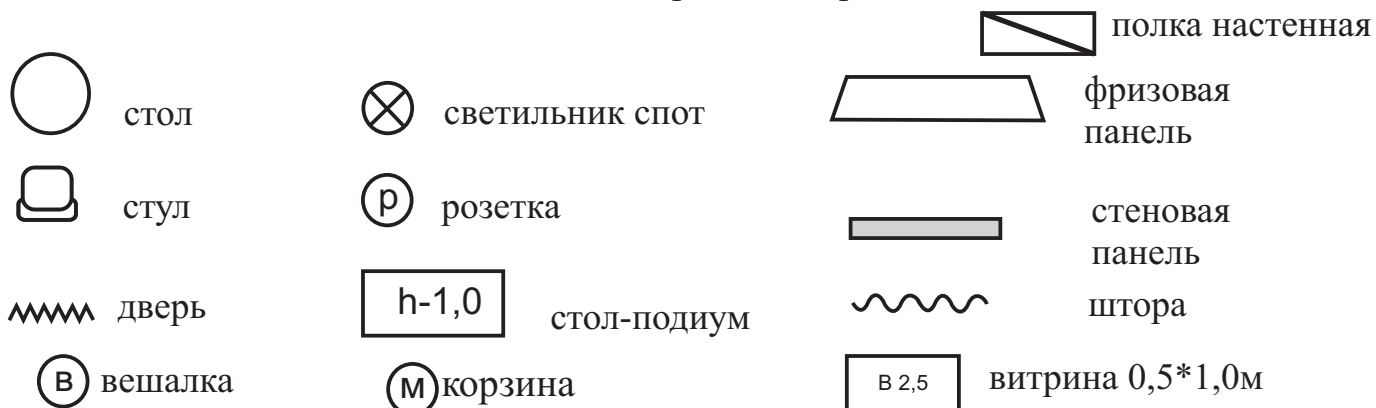 полка настенная
стол
светильник спот
фризовая
панель
стул
р
розетка
стеновая
панель
дверь
h-1,0
стол-подиум
штора
в
вешалка
м
корзина
В 2,5
витрина 0,5*1,0м